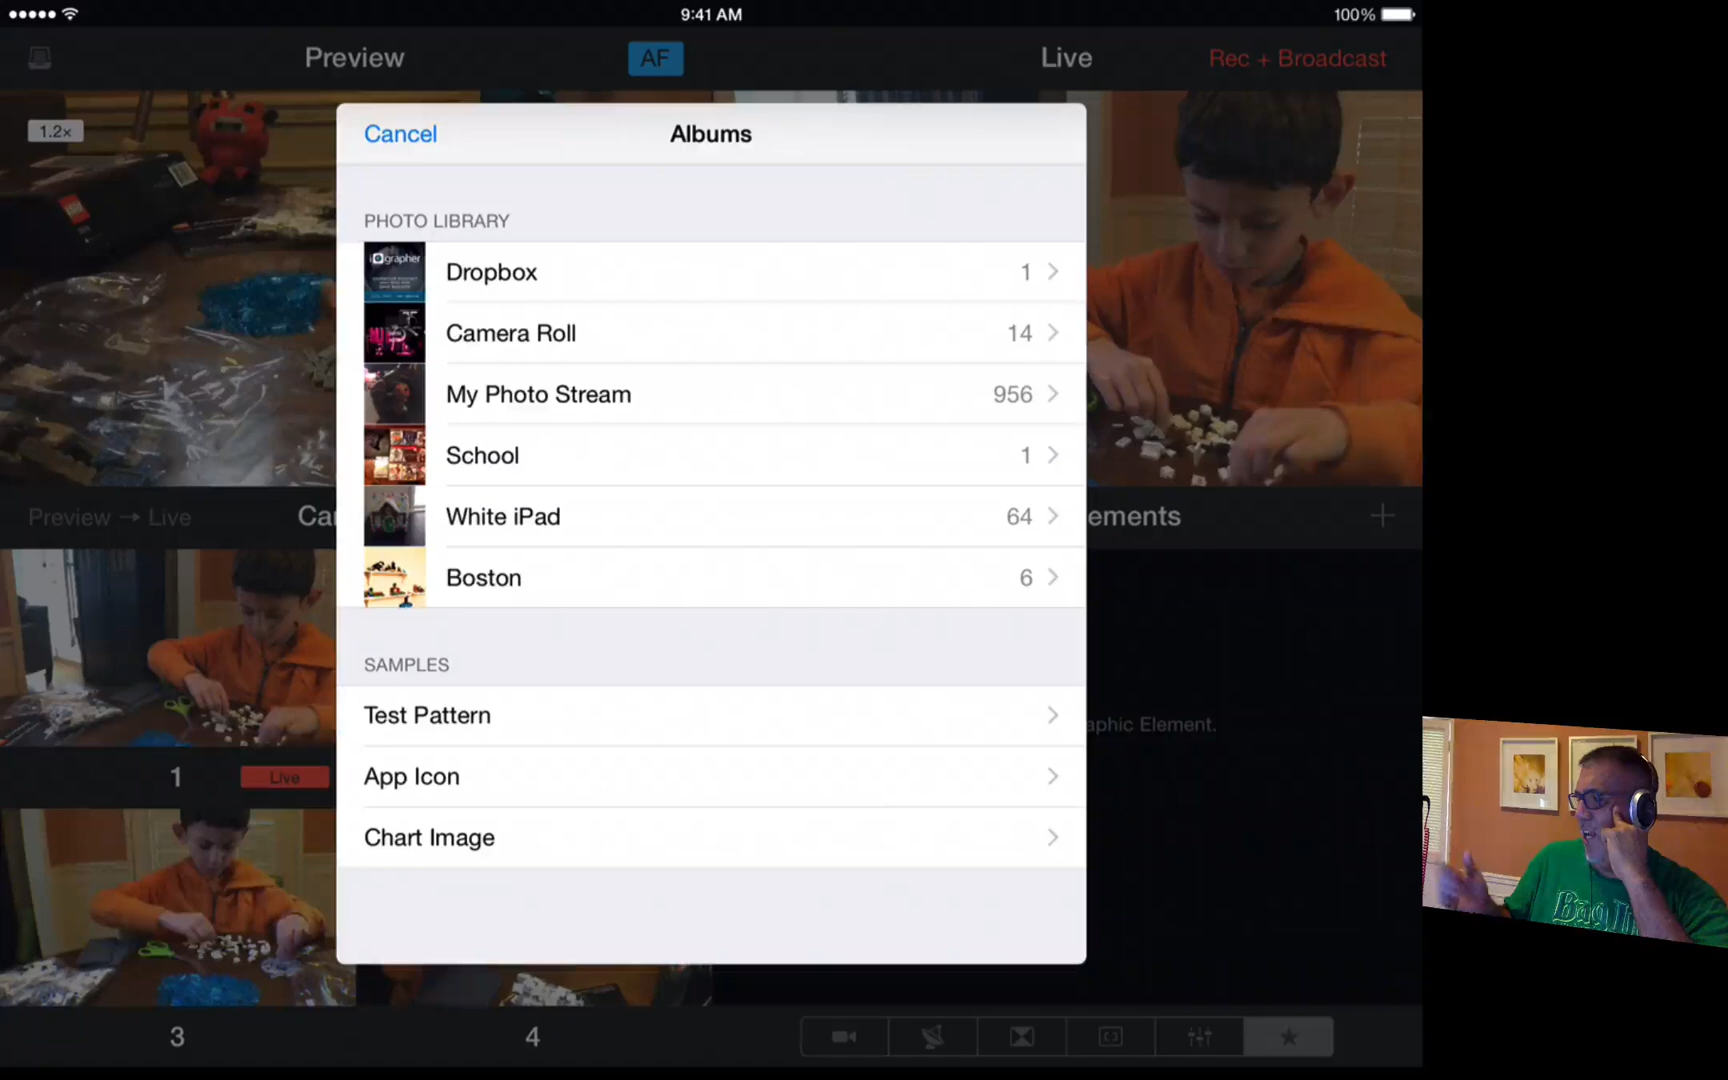 9:41 AM
100%
Preview
AF
Live
Rec + Broadcast
1.2×
Cancel
Albums
PHOTO LIBRARY
Dropbox
1
Camera Roll
14
My Photo Stream
956
School
1
White iPad
64
Boston
6
Preview → Live
Ca
ements
SAMPLES
Test Pattern
App Icon
Chart Image
aphic Element.
1
Live
3
4